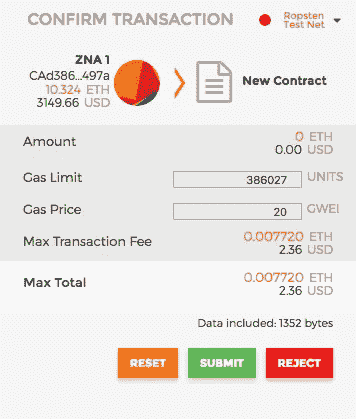 CONFIRM TRANSACTION
Ropsten
Test Net
ZNA 1
CAd386...497a
10.324 ETH
3149.66 USD
New Contract
Amount 0 ETH
0.00 USD
Gas Limit 386027 UNITS
Gas Price 20 GWEI
Max Transaction Fee 0.007720 ETH
2.36 USD
Max Total 0.007720 ETH
2.36 USD
Data included: 1352 bytes
RESET SUBMIT REJECT